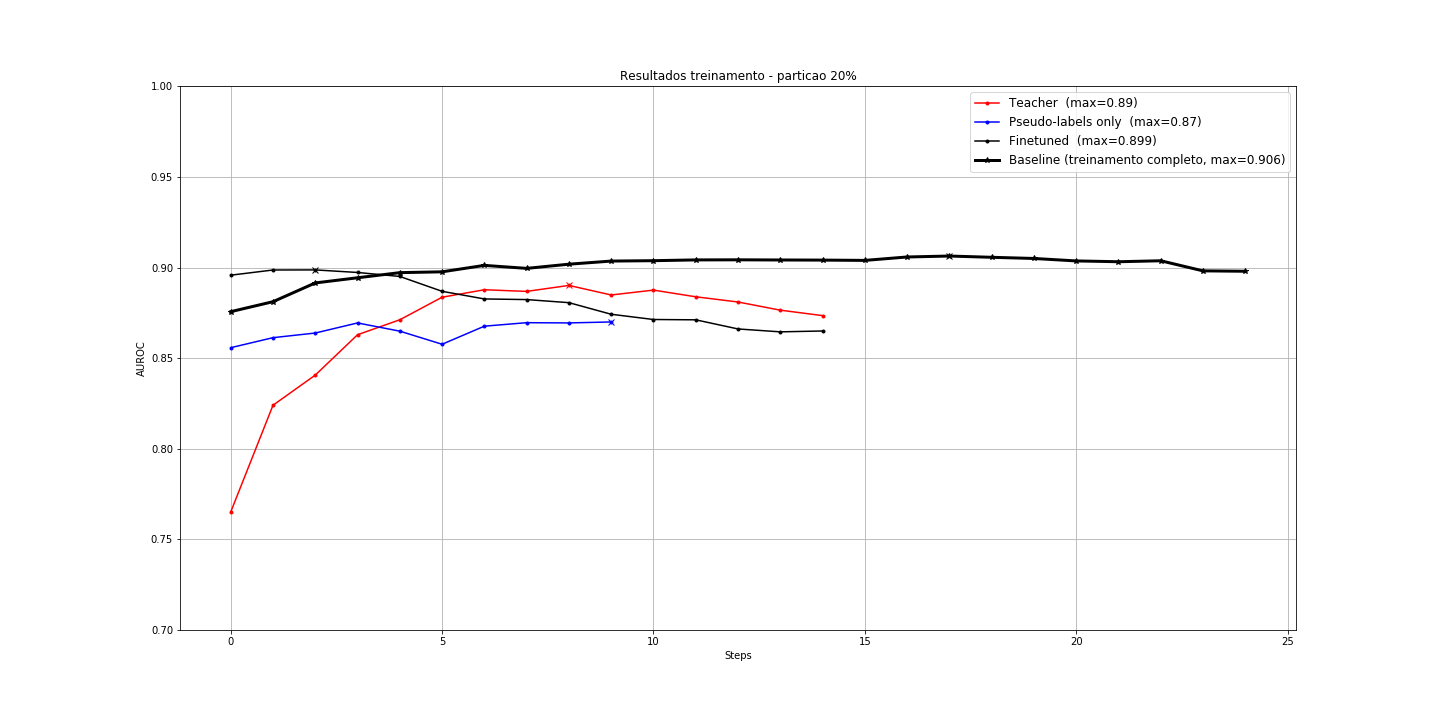 Resultados treinamento - particao 20%
Teacher  (max=0.89)
Pseudo-labels only  (max=0.87)
Finetuned  (max=0.899)
Baseline (treinamento completo, max=0.906)
AUROC
1.00
0.95
0.90
0.85
0.80
0.75
0.70
0 5 10 15 20 25
Steps